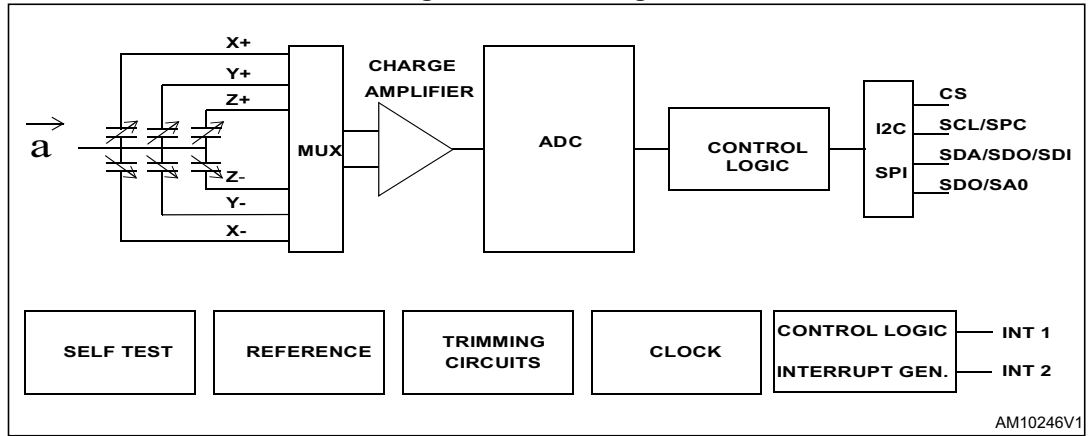 X+
Y+
Z+
a
Z-
Y-
X-
MUX
CHARGE
AMPLIFIER
ADC
CONTROL
LOGIC
I2C
SPI
CS
SCL/SPC
SDA/SDO/SDI
SDO/SA0
SELF TEST
REFERENCE
TRIMMING
CIRCUITS
CLOCK
CONTROL LOGIC
INTERRUPT GEN.
INT 1
INT 2
AM10246V1